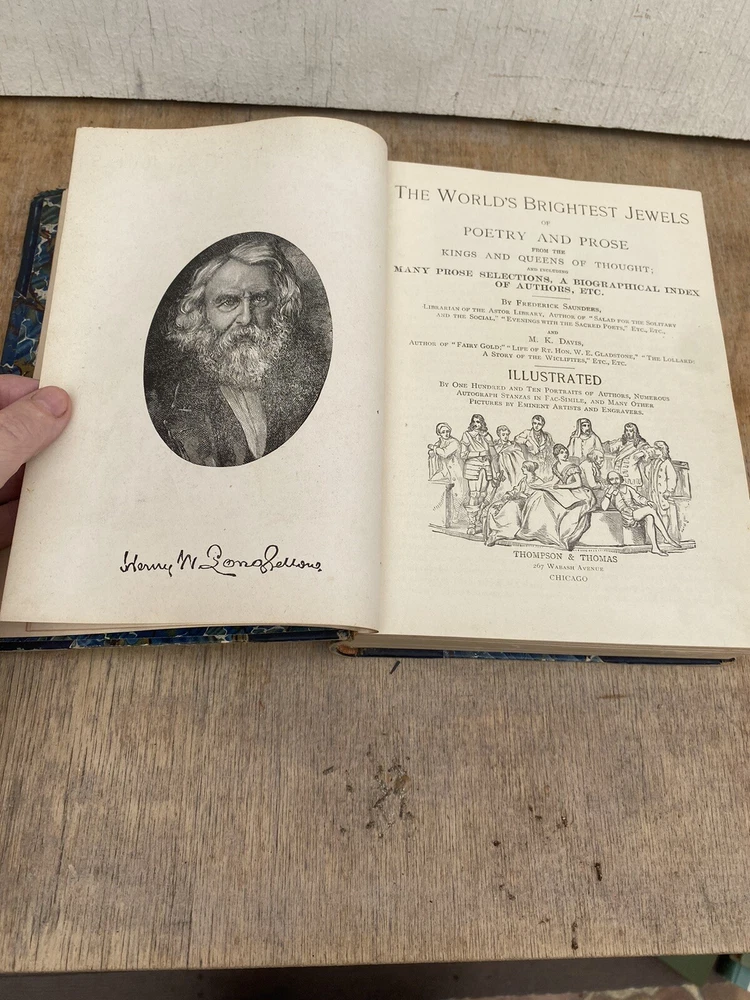 Henry W. Longfellow.
THE WORLD'S BRIGHTEST JEWELS
OF
POETRY AND PROSE
FROM THE
KINGS AND QUEENS OF THOUGHT;
AND INCLUDING
MANY PROSE SELECTIONS, A BIOGRAPHICAL INDEX
OF AUTHORS, ETC.
BY FREDERICK SAUNDERS,
LIBRARIAN OF THE ASTOR LIBRARY, AUTHOR OF "SALAD FOR THE SOLITARY
AND THE SOCIAL," "EVENINGS WITH THE SACRED POETS," ETC., ETC.,
AND
M. K. DAVIS,
AUTHOR OF "FAIRY GOLD;" "LIFE OF RT. HON. W. E. GLADSTONE," "THE LOLLARD:
A STORY OF THE WICLIFITES," ETC., ETC.
ILLUSTRATED
BY ONE HUNDRED AND TEN PORTRAITS OF AUTHORS, NUMEROUS
AUTOGRAPH STANZAS IN FAC-SIMILE, AND MANY OTHER
PICTURES BY EMINENT ARTISTS AND ENGRAVERS.
THOMPSON & THOMAS
267 WABASH AVENUE
CHICAGO